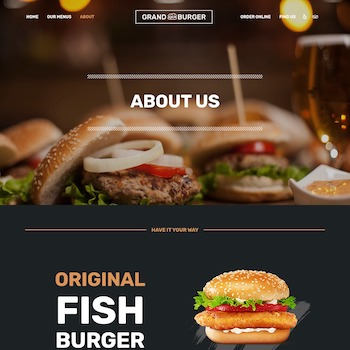 HOME OUR MENUS ABOUT GRAND BURGER ORDER ONLINE FIND US
ABOUT US
HAVE IT YOUR WAY
ORIGINAL
FISH
BURGER